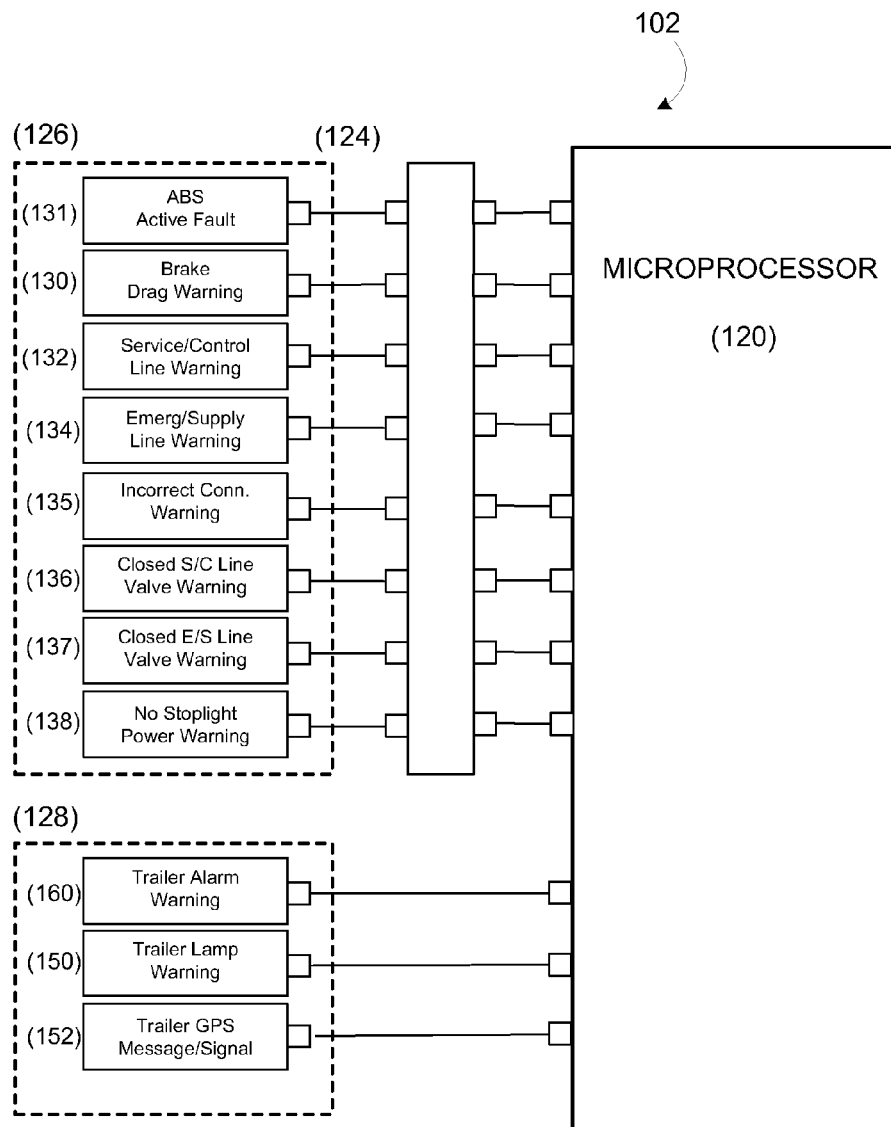 102
(126)
(124)
(131)
ABS
Active Fault
(130)
Brake
Drag Warning
MICROPROCESSOR
(120)
(132)
Service/Control
Line Warning
(134)
Emerg/Supply
Line Warning
(135)
Incorrect Conn.
Warning
(136)
Closed S/C Line
Valve Warning
(137)
Closed E/S Line
Valve Warning
(138)
No Stoplight
Power Warning
(128)
(160)
Trailer Alarm
Warning
(150)
Trailer Lamp
Warning
(152)
Trailer GPS
Message/Signal